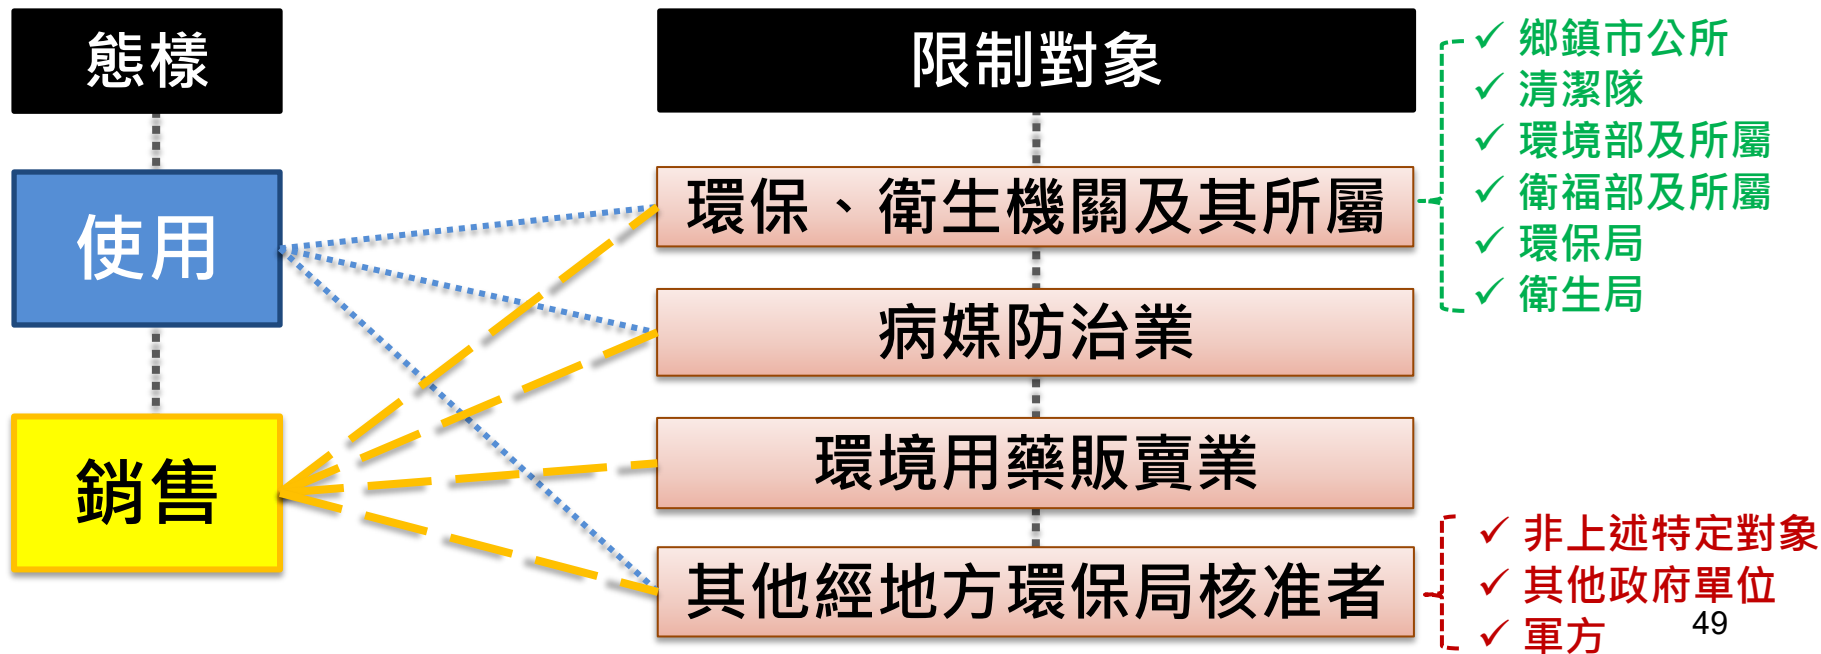 態樣
使用
銷售
限制對象
環保、衛生機關及其所屬
病媒防治業
環境用藥販賣業
其他經地方環保局核准者
✓ 鄉鎮市公所
✓ 清潔隊
✓ 環境部及所屬
✓ 衛福部及所屬
✓ 環保局
✓ 衛生局
✓ 非上述特定對象
✓ 其他政府單位
✓ 軍方
49